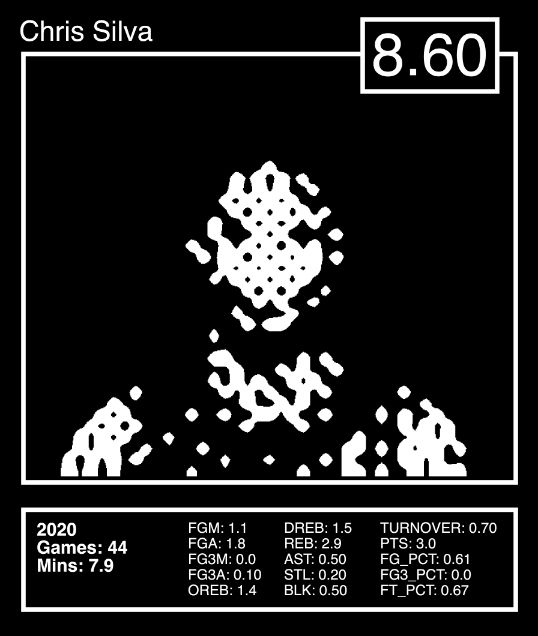 Chris Silva
8.60
2020
Games: 44
Mins: 7.9
FGM: 1.1
FGA: 1.8
FG3M: 0.0
FG3A: 0.10
OREB: 1.4
DREB: 1.5
REB: 2.9
AST: 0.50
STL: 0.20
BLK: 0.50
TURNOVER: 0.70
PTS: 3.0
FG_PCT: 0.61
FG3_PCT: 0.0
FT_PCT: 0.67